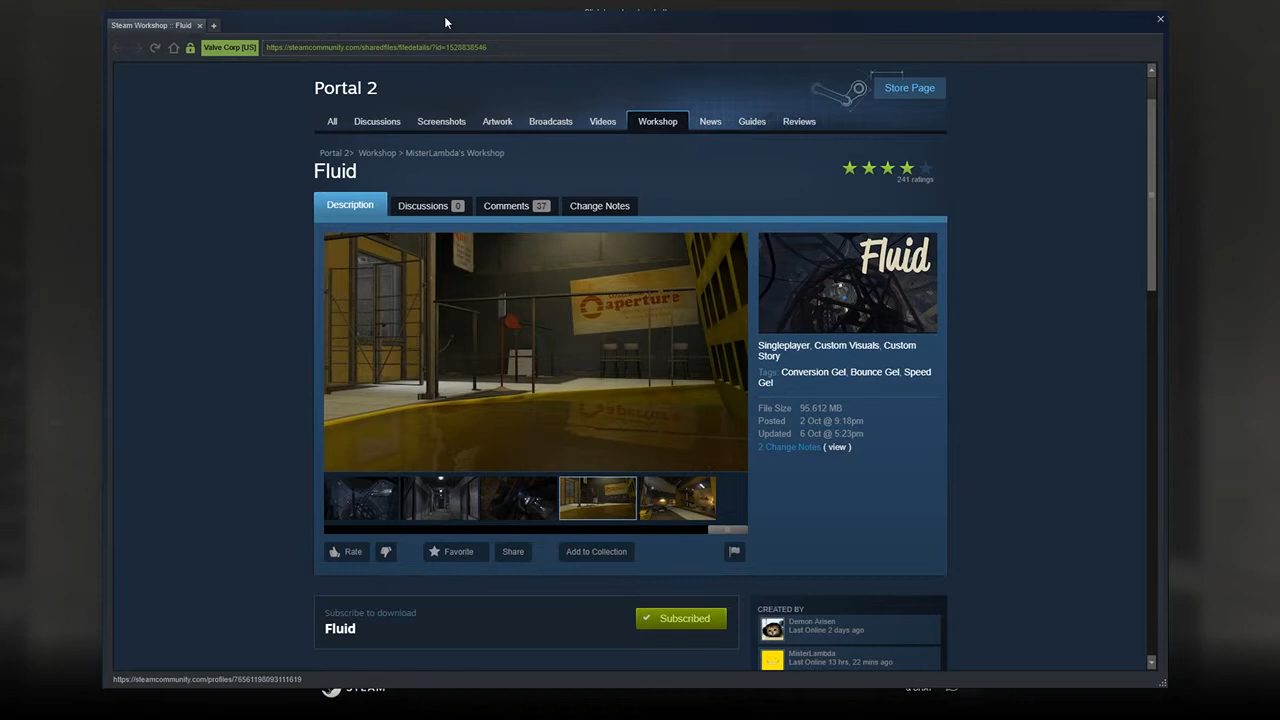 Steam Workshop :: Fluid
Valve Corp [US]
https://steamcommunity.com/sharedfiles/filedetails/?id=1528838546
Portal 2
Store Page
All Discussions Screenshots Artwork Broadcasts Videos Workshop News Guides Reviews
Portal 2> Workshop > MisterLambda's Workshop
Fluid
241 ratings
Description Discussions 0 Comments 37 Change Notes
aperture
Fluid
Singleplayer, Custom Visuals, Custom
Story
Tags: Conversion Gel, Bounce Gel, Speed
Gel
File Size 95.612 MB
Posted 2 Oct @ 9:18pm
Updated 6 Oct @ 5:23pm
2 Change Notes ( view )
Rate Favorite Share Add to Collection
Subscribe to download
Fluid
Subscribed
CREATED BY
Demon Arisen
Last Online 2 days ago
MisterLambda
Last Online 13 hrs, 22 mins ago
https://steamcommunity.com/profiles/76561198093111619
STEAM